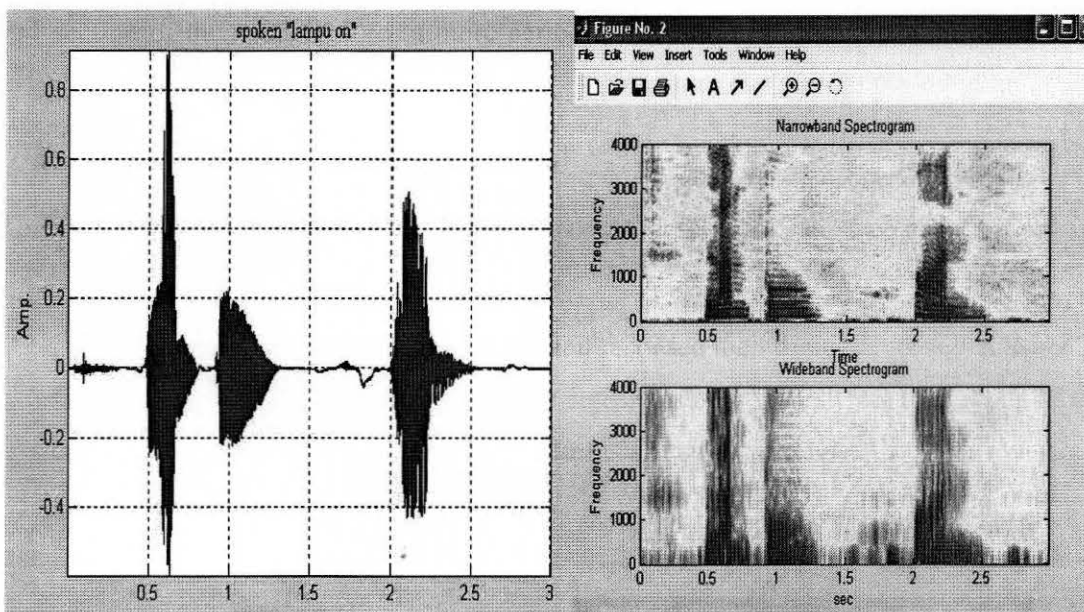 spoken "lampu on"
Amp.
0.8
0.6
0.4
0.2
0
-0.2
-0.4
0.5 1 1.5 2 2.5 3
Figure No. 2
File Edit View Insert Tools Window Help
A
Narrowband Spectrogram
Frequency
4000
3000
2000
1000
0
0 0.5 1 1.5 2 2.5
Time
Wideband Spectrogram
Frequency
4000
3000
2000
1000
0
0 0.5 1 1.5 2 2.5
sec